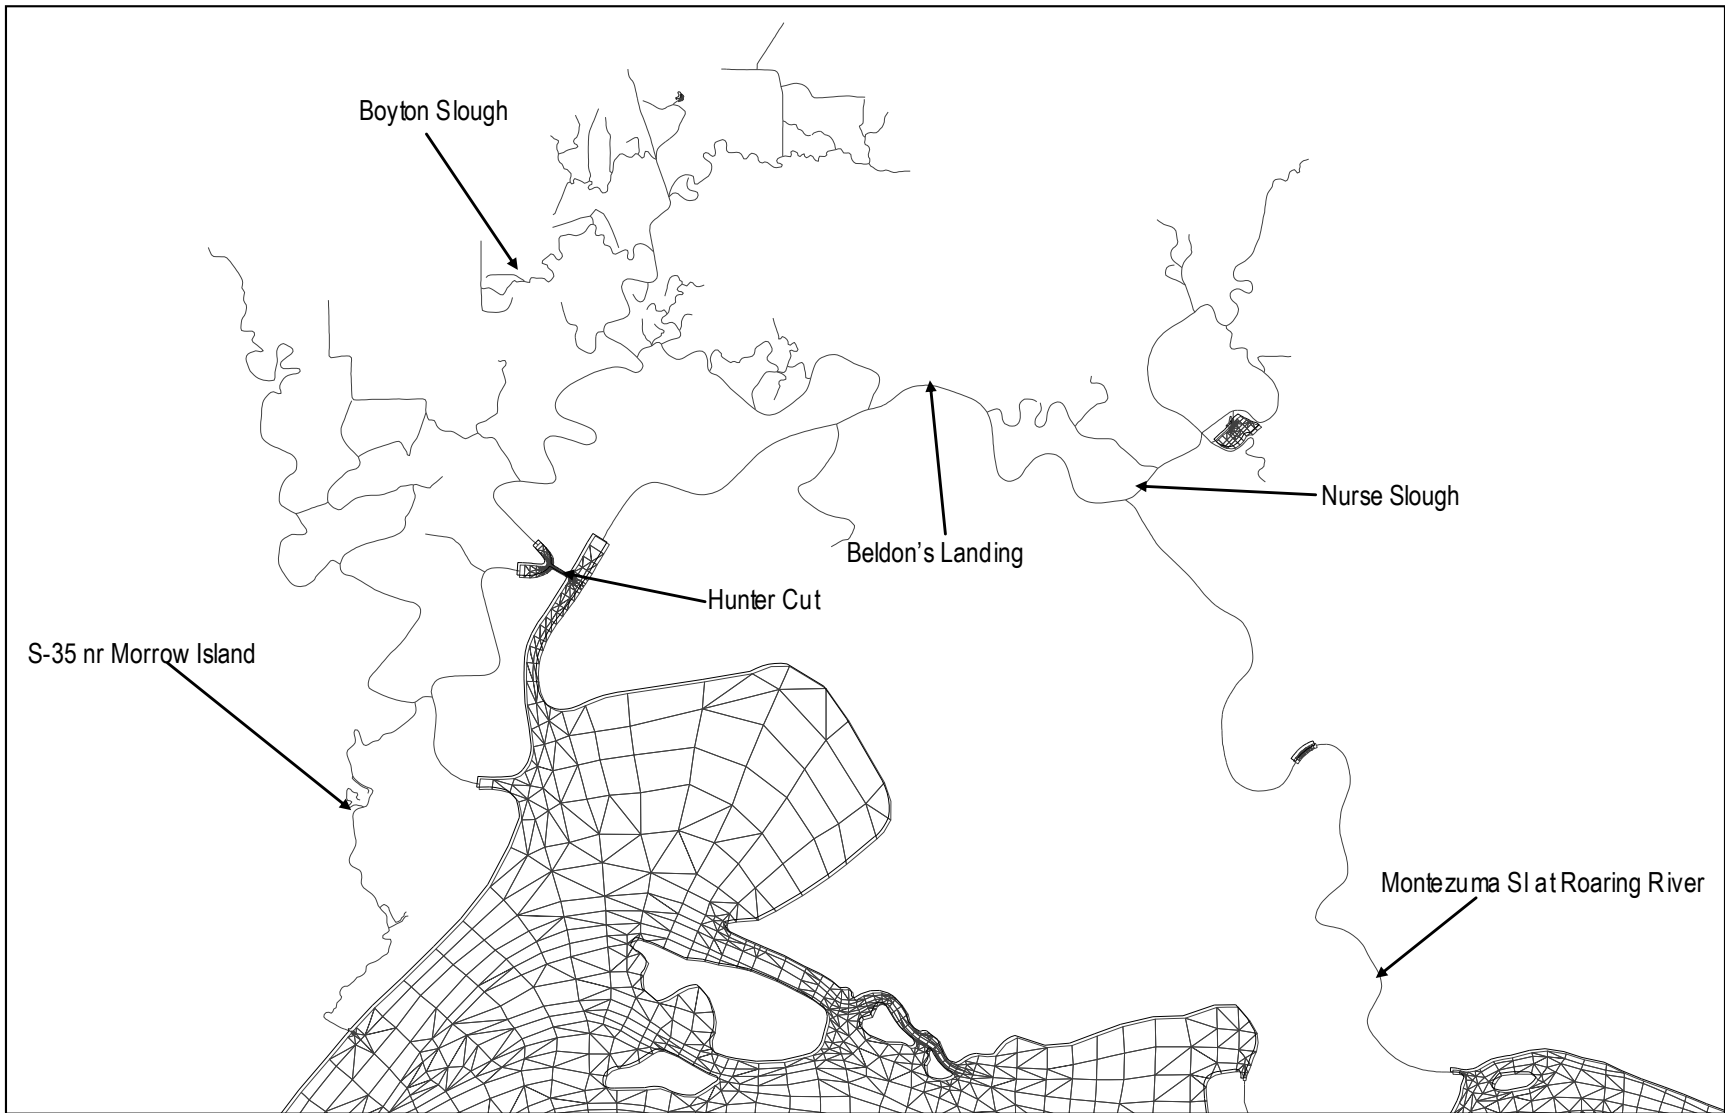 Boyton Slough
Nurse Slough
Beldon's Landing
Hunter Cut
S-35 nr Morrow Island
Montezuma Sl at Roaring River